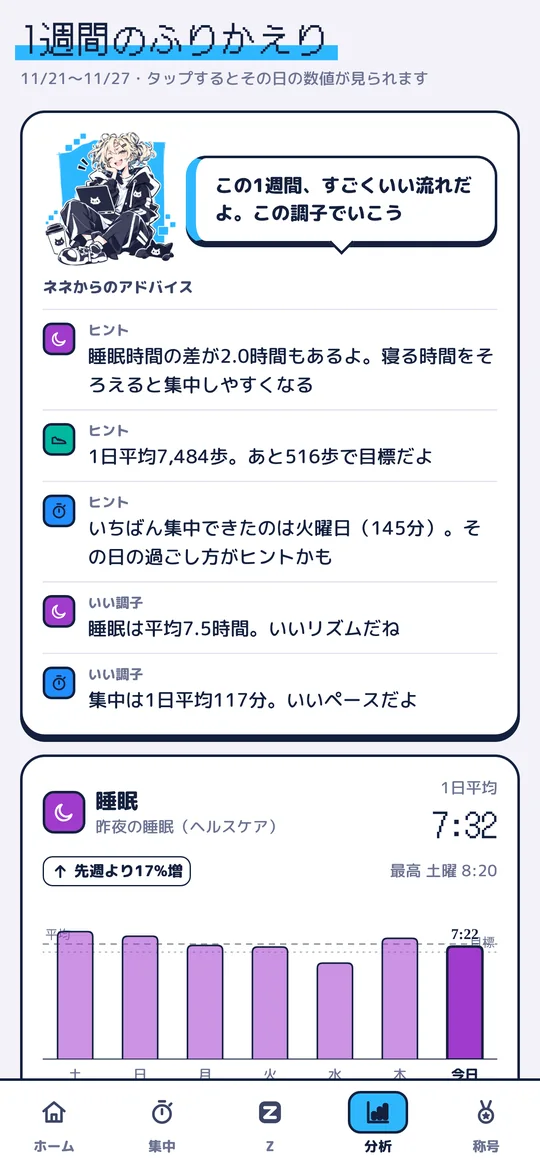 1週間のふりかえり
11/21〜11/27・タップするとその日の数値が見られます
この1週間、すごくいい流れだ
よ。この調子でいこう
ネネからのアドバイス
ヒント
睡眠時間の差が2.0時間もあるよ。寝る時間をそ
ろえると集中しやすくなる
ヒント
1日平均7,484歩。あと516歩で目標だよ
ヒント
いちばん集中できたのは火曜日（145分）。そ
の日の過ごし方がヒントかも
いい調子
睡眠は平均7.5時間。いいリズムだね
いい調子
集中は1日平均117分。いいペースだよ
睡眠
昨夜の睡眠（ヘルスケア）
1日平均
7:32
↑ 先週より17%増
最高 土曜 8:20
平均
7:22
目標
土 日 月 火 水 木 今日
ホーム 集中 Z 分析 称号